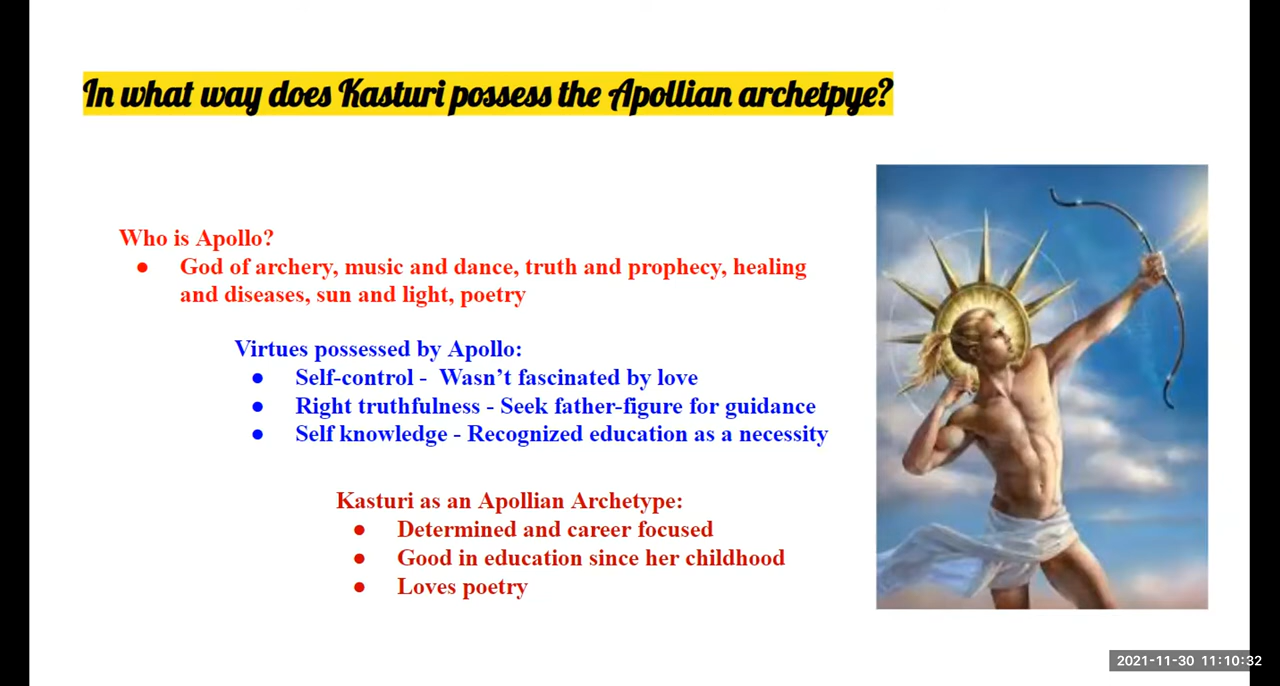 In what way does Kasturi possess the Apollian archetpye?
Who is Apollo?
● God of archery, music and dance, truth and prophecy, healing
and diseases, sun and light, poetry
Virtues possessed by Apollo:
● Self-control - Wasn't fascinated by love
● Right truthfulness - Seek father-figure for guidance
● Self knowledge - Recognized education as a necessity
Kasturi as an Apollian Archetype:
● Determined and career focused
● Good in education since her childhood
● Loves poetry
2021-11-30 11:10:32